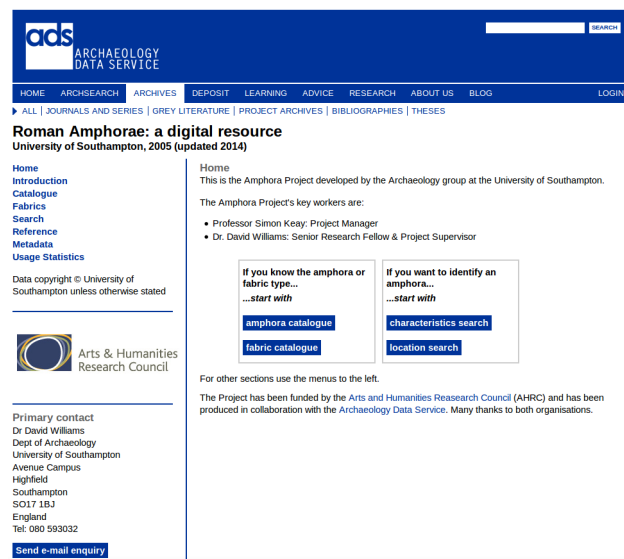 ads
ARCHAEOLOGY
DATA SERVICE
SEARCH
HOME ARCHSEARCH ARCHIVES DEPOSIT LEARNING ADVICE RESEARCH ABOUT US BLOG LOGIN
ALL | JOURNALS AND SERIES | GREY LITERATURE | PROJECT ARCHIVES | BIBLIOGRAPHIES | THESES
Roman Amphorae: a digital resource
University of Southampton, 2005 (updated 2014)
Home
Introduction
Catalogue
Fabrics
Search
Reference
Metadata
Usage Statistics
Data copyright © University of
Southampton unless otherwise stated
Arts & Humanities
Research Council
Primary contact
Dr David Williams
Dept of Archaeology
University of Southampton
Avenue Campus
Highfield
Southampton
SO17 1BJ
England
Tel: 080 593032
Send e-mail enquiry
Home
This is the Amphora Project developed by the Archaeology group at the University of Southampton.
The Amphora Project's key workers are:
• Professor Simon Keay: Project Manager
• Dr. David Williams: Senior Research Fellow & Project Supervisor
If you know the amphora or
fabric type...
...start with
amphora catalogue
fabric catalogue
If you want to identify an
amphora...
...start with
characteristics search
location search
For other sections use the menus to the left.
The Project has been funded by the Arts and Humanities Reasearch Council (AHRC) and has been
produced in collaboration with the Archaeology Data Service. Many thanks to both organisations.